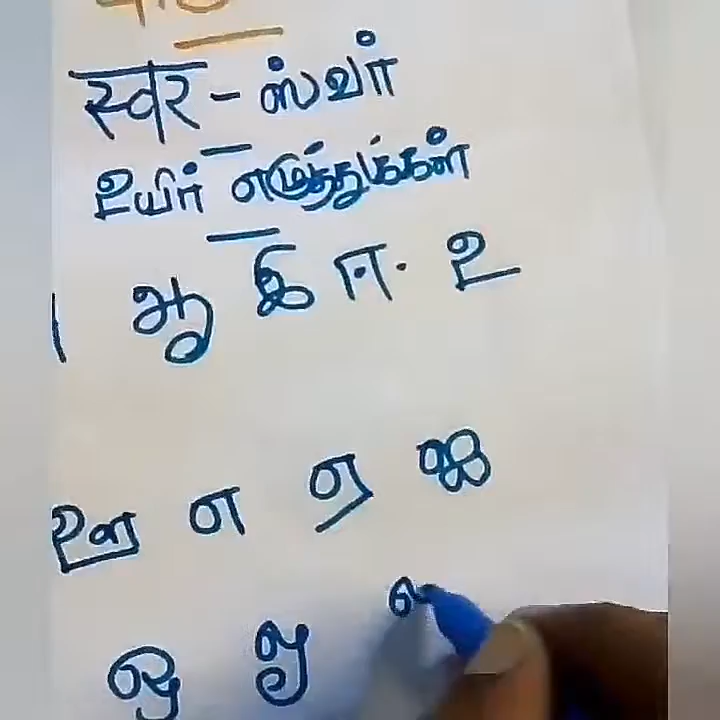 स्वर - ஸ்வர்
உயிர் எழுத்துக்கள்
ஆ இ ஈ உ
ஊ எ ஏ ஐ
ஒ ஓ